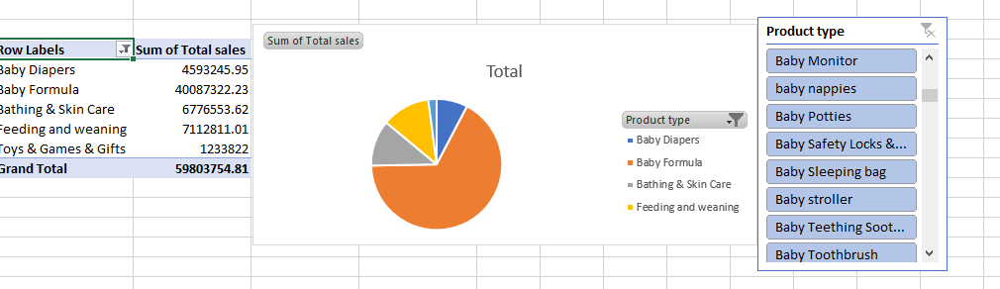 Row Labels Sum of Total sales
Baby Diapers 4593245.95
Baby Formula 40087322.23
Bathing & Skin Care 6776553.62
Feeding and weaning 7112811.01
Toys & Games & Gifts 1233822
Grand Total 59803754.81
Sum of Total sales
Total
Product type
Baby Diapers
Baby Formula
Bathing & Skin Care
Feeding and weaning
Product type
Baby Monitor
baby nappies
Baby Potties
Baby Safety Locks &...
Baby Sleeping bag
Baby stroller
Baby Teething Soot...
Baby Toothbrush